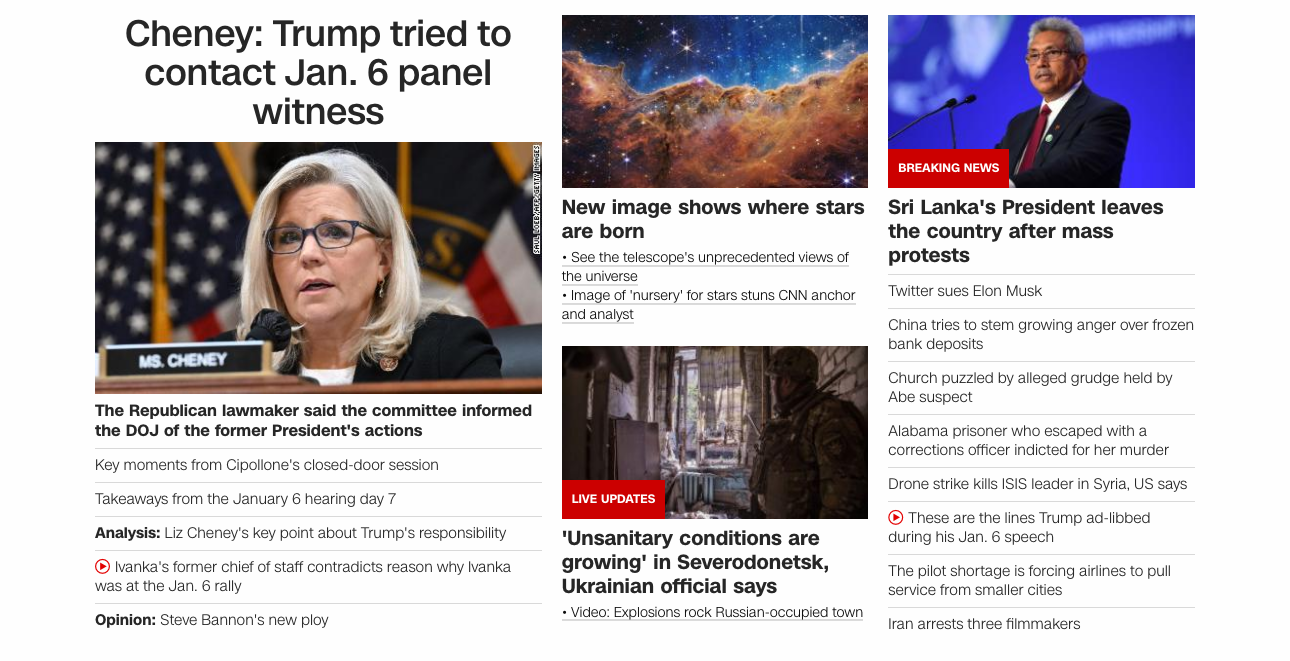 Cheney: Trump tried to
contact Jan. 6 panel
witness
SAUL LOEB/AFP/GETTY IMAGES
MS. CHENEY
The Republican lawmaker said the committee informed
the DOJ of the former President's actions
Key moments from Cipollone's closed-door session
Takeaways from the January 6 hearing day 7
Analysis: Liz Cheney's key point about Trump's responsibility
Ivanka's former chief of staff contradicts reason why Ivanka
was at the Jan. 6 rally
Opinion: Steve Bannon's new ploy
New image shows where stars
are born
• See the telescope's unprecedented views of
the universe
• Image of 'nursery' for stars stuns CNN anchor
and analyst
LIVE UPDATES
'Unsanitary conditions are
growing' in Severodonetsk,
Ukrainian official says
• Video: Explosions rock Russian-occupied town
BREAKING NEWS
Sri Lanka's President leaves
the country after mass
protests
Twitter sues Elon Musk
China tries to stem growing anger over frozen
bank deposits
Church puzzled by alleged grudge held by
Abe suspect
Alabama prisoner who escaped with a
corrections officer indicted for her murder
Drone strike kills ISIS leader in Syria, US says
These are the lines Trump ad-libbed
during his Jan. 6 speech
The pilot shortage is forcing airlines to pull
service from smaller cities
Iran arrests three filmmakers